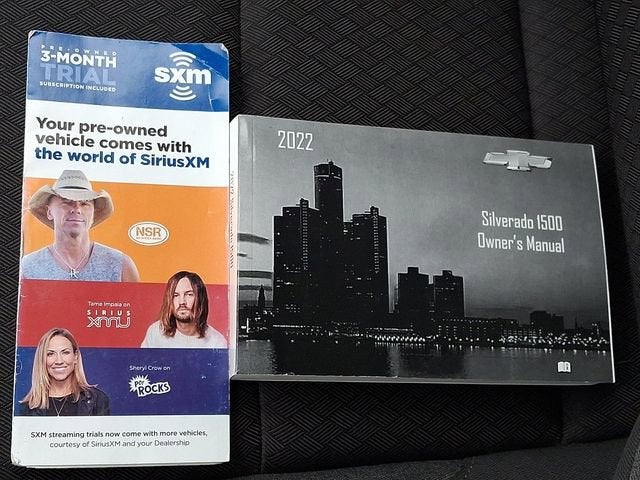 PRE-OWNED
3-MONTH
TRIAL
SUBSCRIPTION INCLUDED
sxm
Your pre-owned
vehicle comes with
the world of SiriusXM
NSR
Tame Impala on
SIRIUS
XMU
Sheryl Crow on
POP
ROCKS
SXM streaming trials now come with more vehicles,
courtesy of SiriusXM and your Dealership
2022
Silverado 1500
Owner's Manual